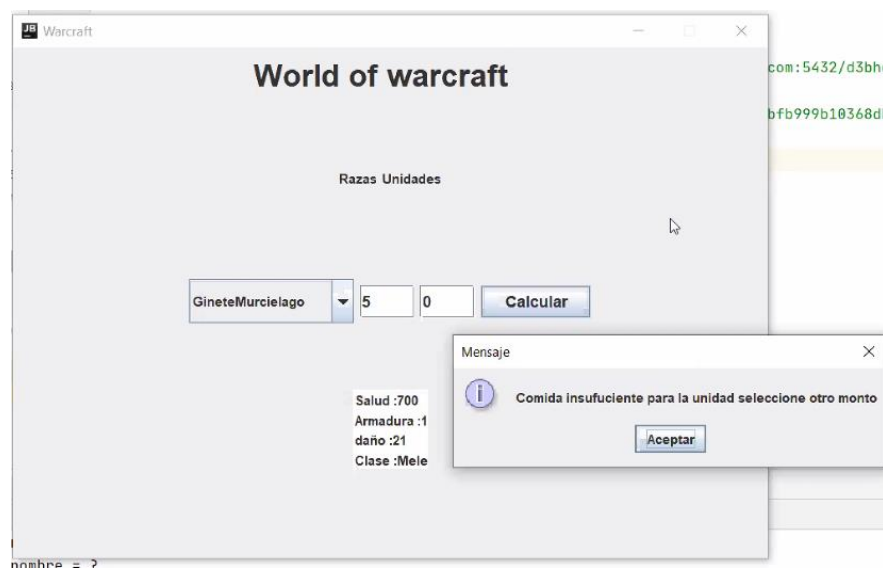 JB
Warcraft
World of warcraft
com:5432/d3bh
bfb999b10368d
Razas Unidades
GineteMurcielago
5
0
Calcular
Mensaje
Comida insufuciente para la unidad seleccione otro monto
Aceptar
Salud :700
Armadura :1
daño :21
Clase :Mele
nombre = ?